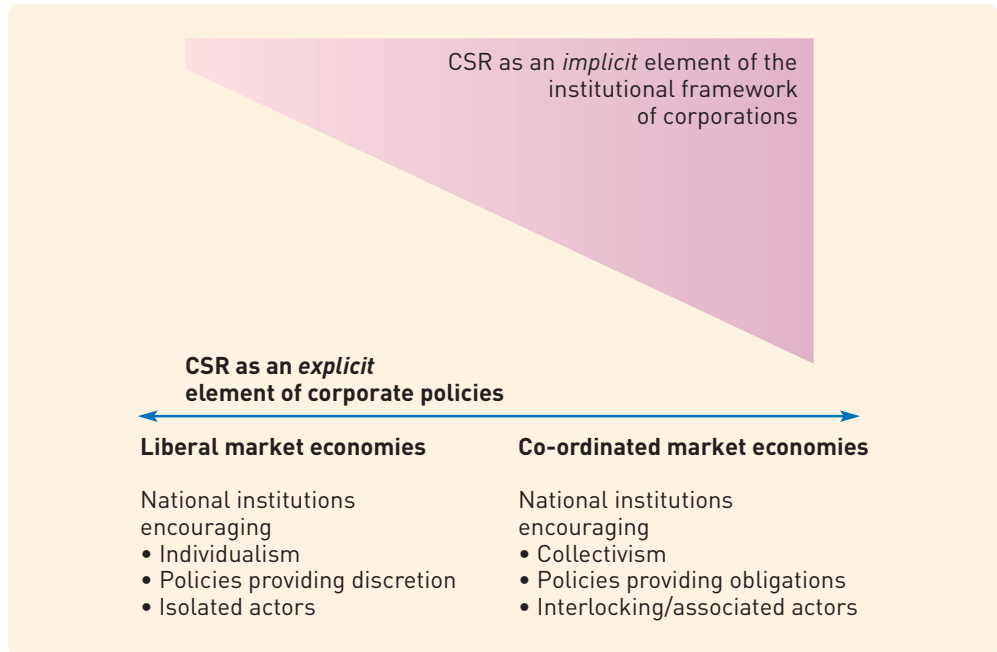 CSR as an implicit element of the
institutional framework
of corporations
CSR as an explicit
element of corporate policies
Liberal market economies
National institutions
encouraging
• Individualism
• Policies providing discretion
• Isolated actors
Co-ordinated market economies
National institutions
encouraging
• Collectivism
• Policies providing obligations
• Interlocking/associated actors